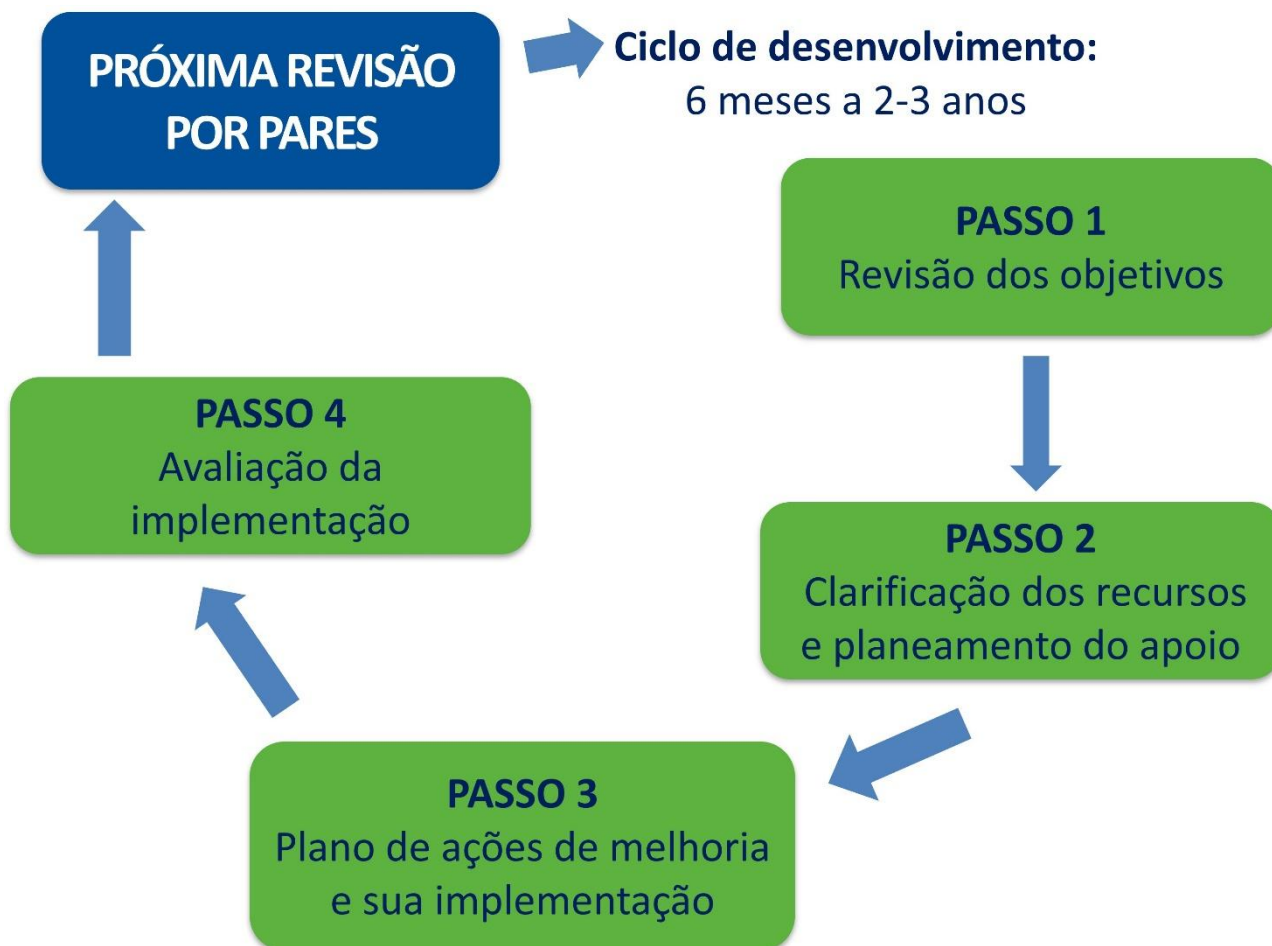 PRÓXIMA REVISÃO
POR PARES
Ciclo de desenvolvimento:
6 meses a 2-3 anos
PASSO 1
Revisão dos objetivos
PASSO 2
Clarificação dos recursos
e planeamento do apoio
PASSO 3
Plano de ações de melhoria
e sua implementação
PASSO 4
Avaliação da
implementação